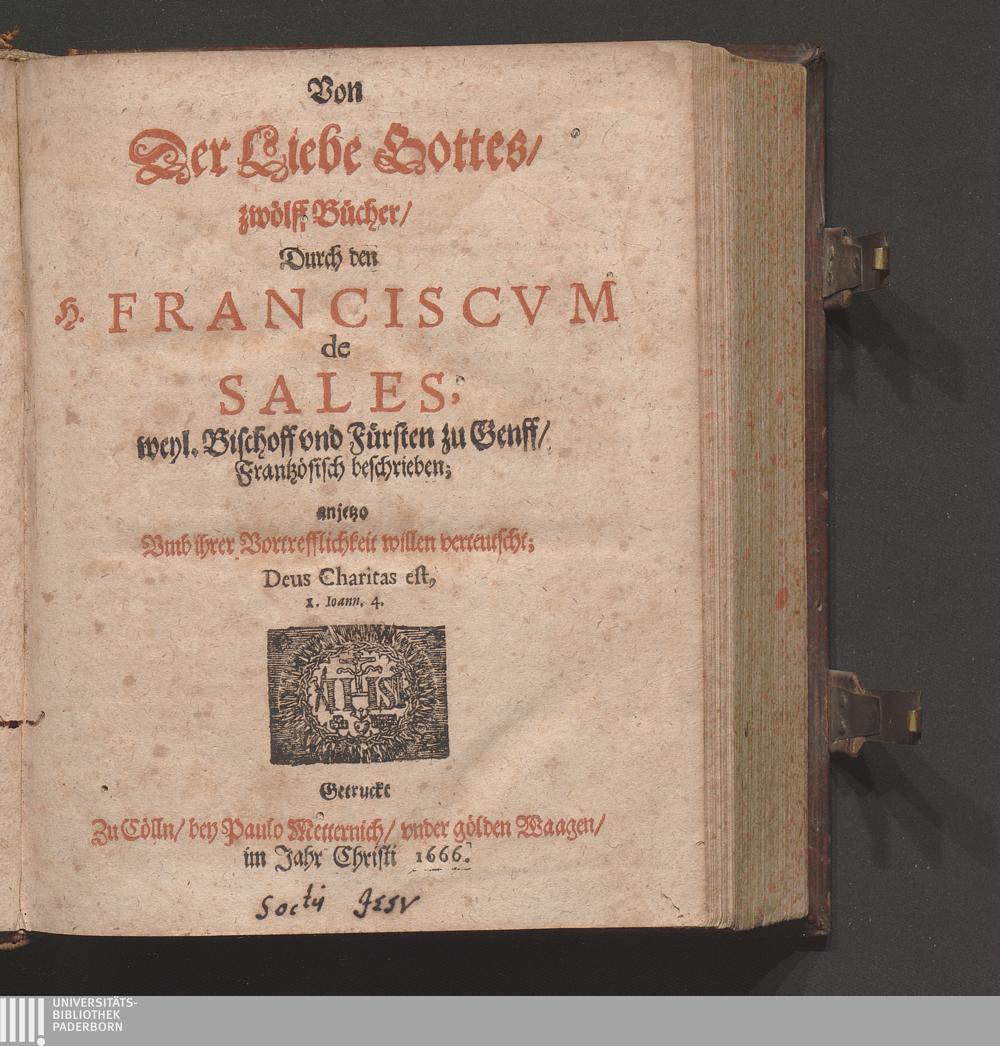 Von
Der Liebe Gottes/
zwölff Bücher/
Durch den
H. FRANCISCVM
de
SALES,
weyl. Bischoff vnd Fürsten zu Genff/
Frantzösisch beschrieben;
anjetzo
Vmb ihrer Vortrefflichkeit willen verteutscht;
Deus Charitas est,
1. Ioann. 4.
IHS
Getruckt
Zu Cölln/ bey Paulo Metternich/ vnder gölden Waagen/
im Jahr Christi 1666.
JESV
UNIVERSITÄTS-
BIBLIOTHEK
PADERBORN